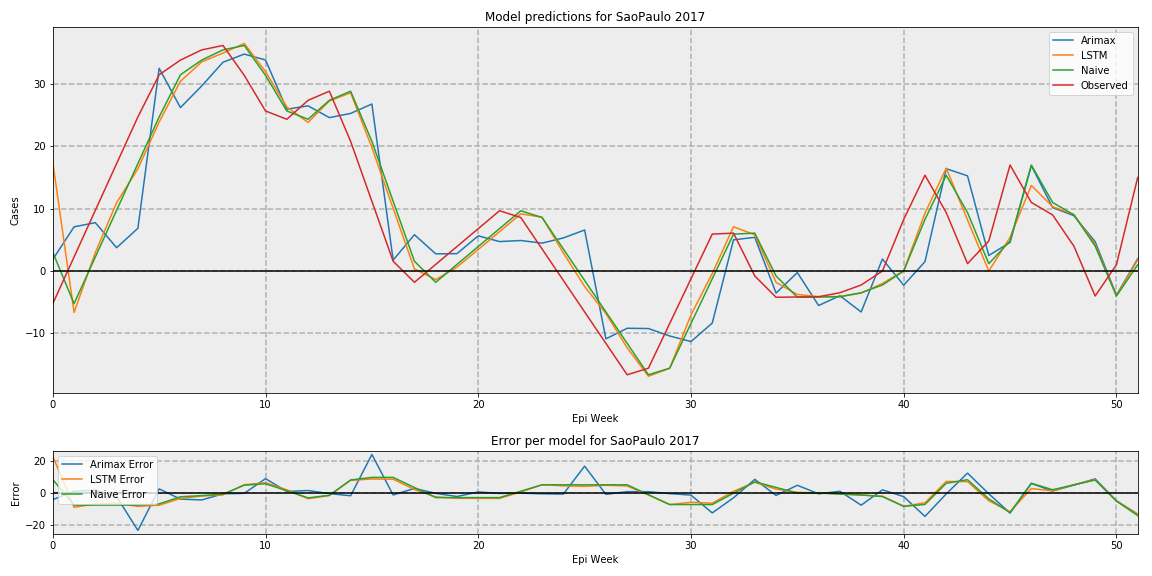 Model predictions for SaoPaulo 2017
Cases
30
20
10
0
−10
Arimax
LSTM
Naive
Observed
0 10 20 30 40 50
Epi Week
Error per model for SaoPaulo 2017
Error
20
0
−20
Arimax Error
LSTM Error
Naive Error
0 10 20 30 40 50
Epi Week